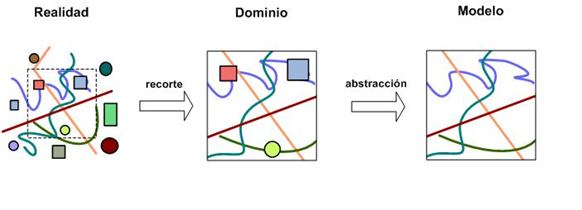 Realidad
Dominio
Modelo
recorte
abstracción